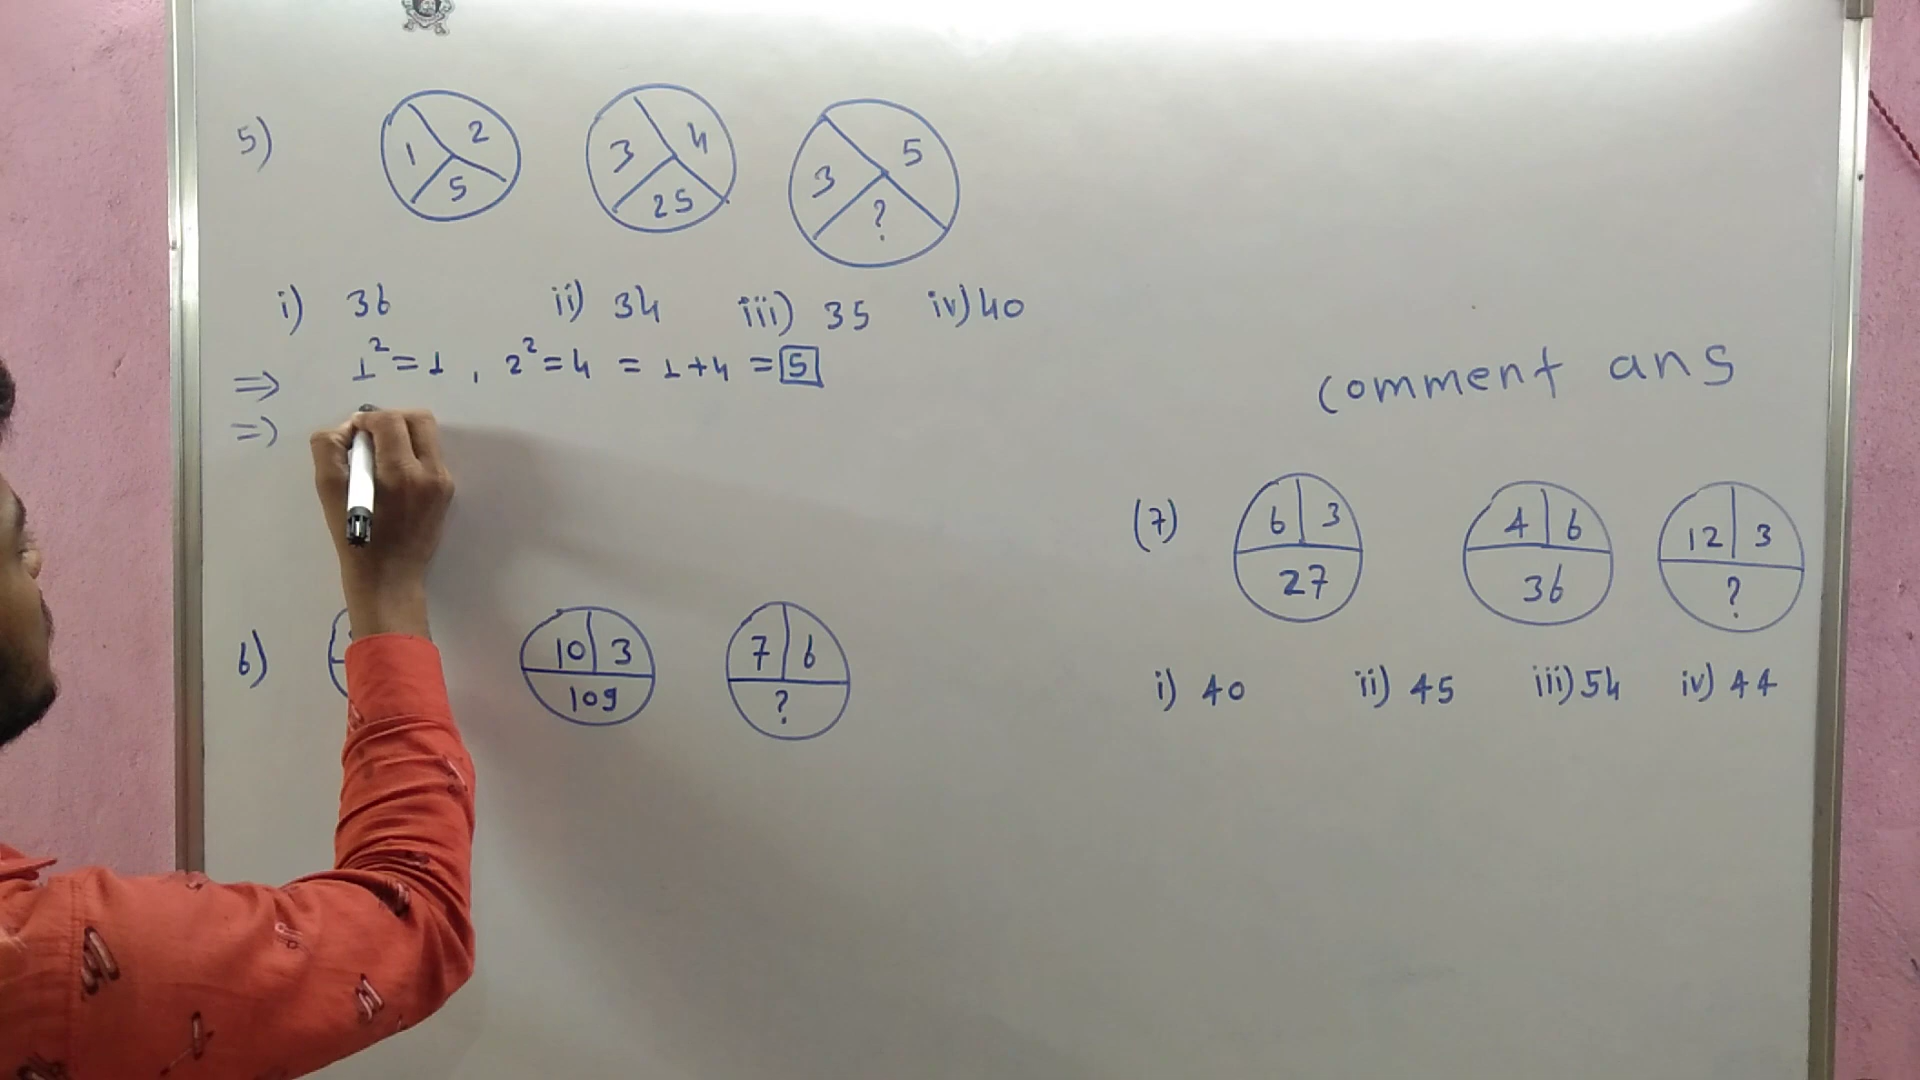 5) 1 2 5 3 4 25 3 5 ?
i) 36 ii) 34 iii) 35 iv) 40
⇒ 1² = 1, 2² = 4 = 1+4 = 5
⇒
6) 10 3 109 7 6 ?
comment ans
(7) 6 3 27 4 6 36 12 3 ?
i) 40 ii) 45 iii) 54 iv) 44